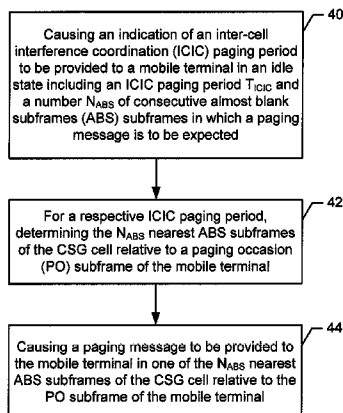 40
Causing an indication of an inter-cell
interference coordination (ICIC) paging period
to be provided to a mobile terminal in an idle
state including an ICIC paging period TICIC and
a number NABS of consecutive almost blank
subframes (ABS) subframes in which a paging
message is to be expected
42
For a respective ICIC paging period,
determining the NABS nearest ABS subframes
of the CSG cell relative to a paging occasion
(PO) subframe of the mobile terminal
44
Causing a paging message to be provided to
the mobile terminal in one of the NABS nearest
ABS subframes of the CSG cell relative to the
PO subframe of the mobile terminal